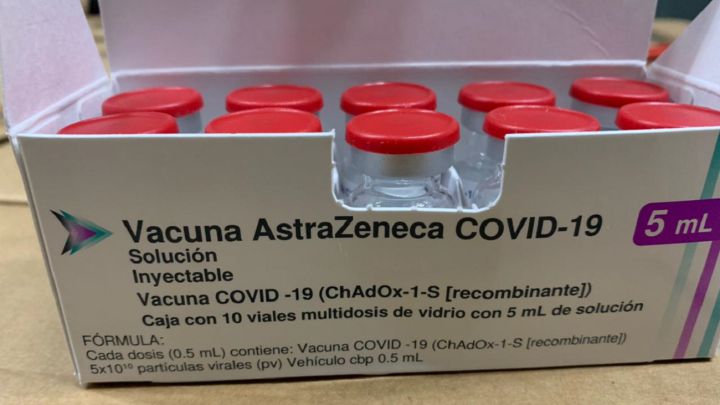 Vacuna AstraZeneca COVID-19
5 mL
Solución
Inyectable
Vacuna COVID -19 (ChAdOx-1-S [recombinante])
Caja con 10 viales multidosis de vidrio con 5 mL de solución
FÓRMULA:
Cada dosis (0.5 mL) contiene: Vacuna COVID -19 (ChAdOx-1-S [recombinante])
5x10¹⁰ particulas virales (pv) Vehículo cbp 0.5 mL